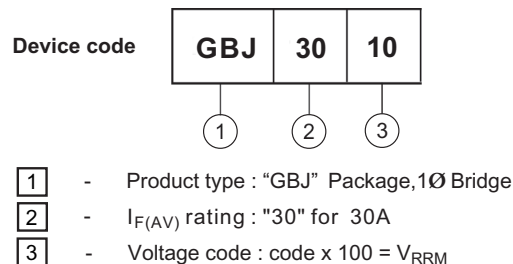 Device code GBJ 30 10
1 2 3
1 - Product type : “GBJ” Package,1Ø Bridge
2 - IF(AV) rating : "30" for 30A
3 - Voltage code : code x 100 = VRRM